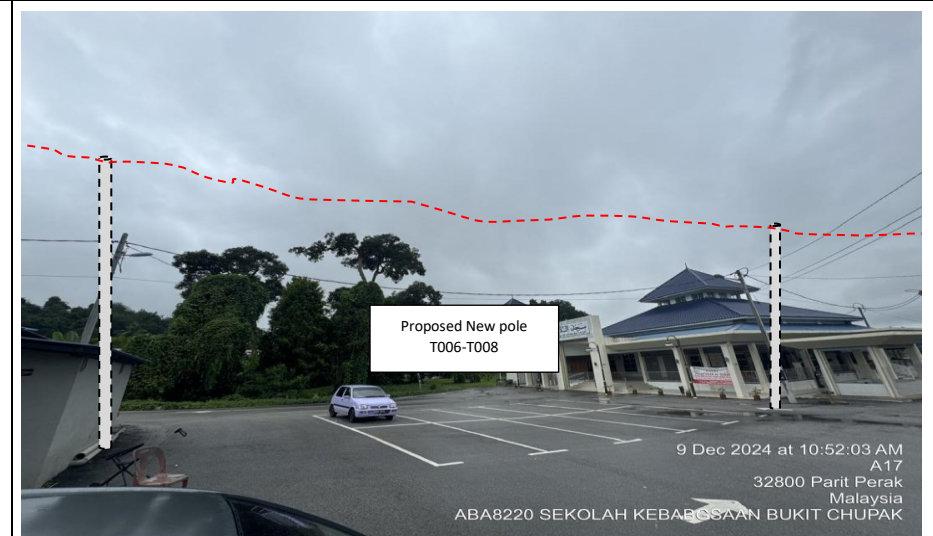 Proposed New pole
T006-T008
9 Dec 2024 at 10:52:03 AM
A17
32800 Parit Perak
Malaysia
ABA8220 SEKOLAH KEBABGSAAN BUKIT CHUPAK